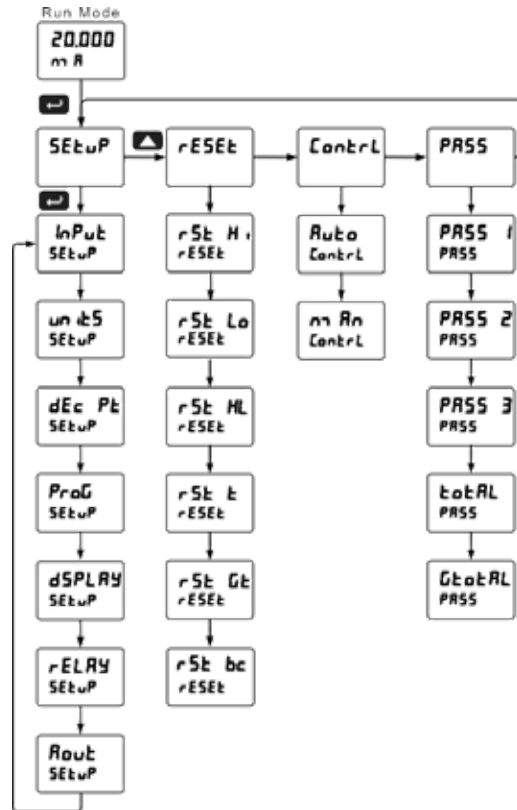 Run Mode
20.000
mA
SEtuP
rESEt
ContrL
PASS
InPut
SEtuP
unitS
SEtuP
dEc Pt
SEtuP
ProG
SEtuP
dSPLAY
SEtuP
rELAY
SEtuP
Aout
SEtuP
rSt Hi
rESEt
rSt Lo
rESEt
rSt HL
rESEt
rSt t
rESEt
rSt Gt
rESEt
rSt bc
rESEt
Auto
ContrL
mAn
ContrL
PASS 1
PASS
PASS 2
PASS
PASS 3
PASS
totAL
PASS
GtotAL
PASS